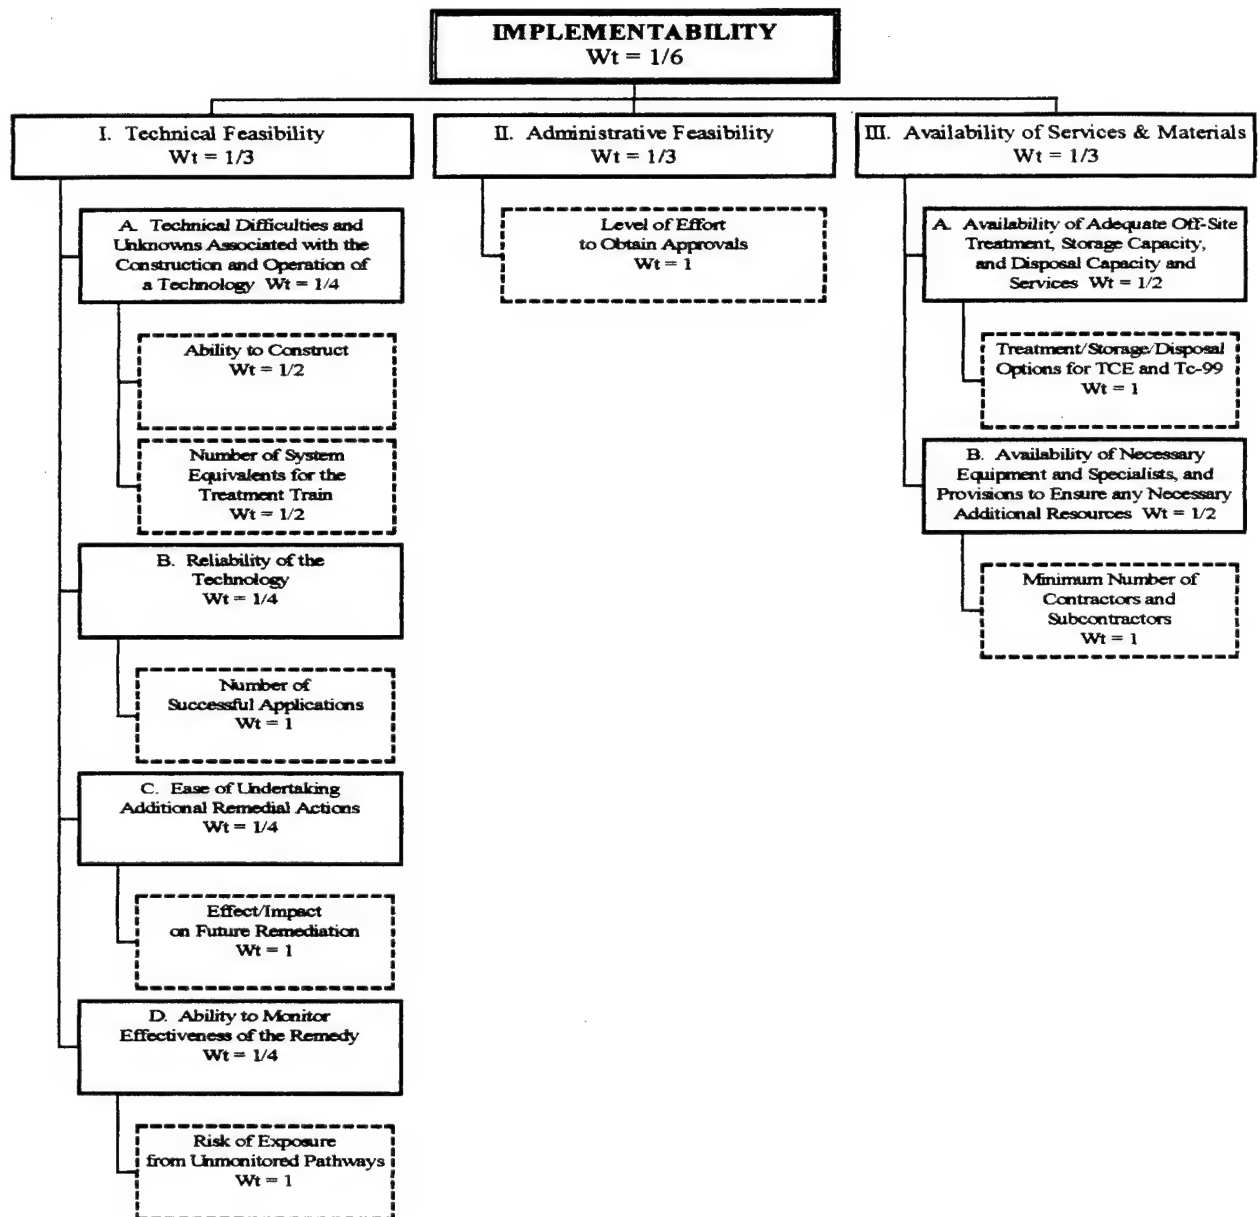 IMPLEMENTABILITY
Wt = 1/6
I. Technical Feasibility
Wt = 1/3
A. Technical Difficulties and
Unknowns Associated with the
Construction and Operation of
a Technology Wt = 1/4
Ability to Construct
Wt = 1/2
Number of System
Equivalents for the
Treatment Train
Wt = 1/2
B. Reliability of the
Technology
Wt = 1/4
Number of
Successful Applications
Wt = 1
C. Ease of Undertaking
Additional Remedial Actions
Wt = 1/4
Effect/Impact
on Future Remediation
Wt = 1
D. Ability to Monitor
Effectiveness of the Remedy
Wt = 1/4
Risk of Exposure
from Unmonitored Pathways
Wt = 1
II. Administrative Feasibility
Wt = 1/3
Level of Effort
to Obtain Approvals
Wt = 1
III. Availability of Services & Materials
Wt = 1/3
A. Availability of Adequate Off-Site
Treatment, Storage Capacity,
and Disposal Capacity and
Services Wt = 1/2
Treatment/Storage/Disposal
Options for TCE and Tc-99
Wt = 1
B. Availability of Necessary
Equipment and Specialists, and
Provisions to Ensure any Necessary
Additional Resources Wt = 1/2
Minimum Number of
Contractors and
Subcontractors
Wt = 1